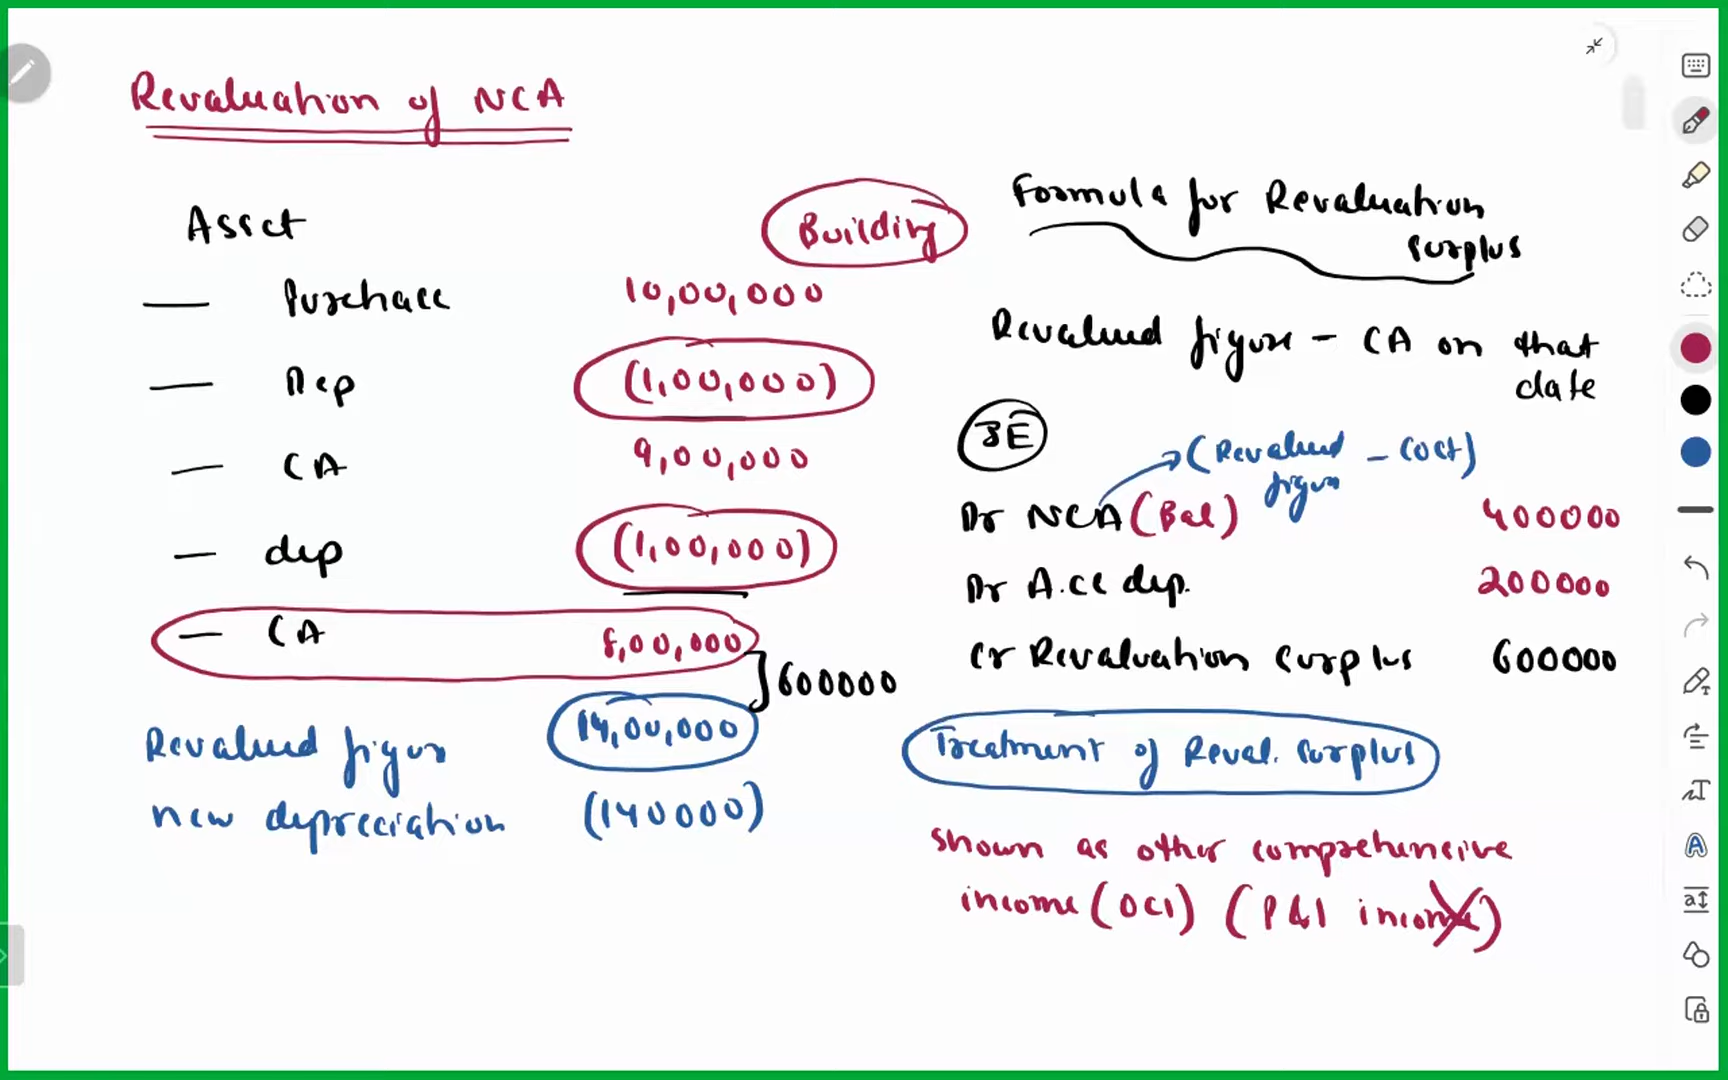 Revaluation of NCA
Asset
Building
— Purchase 10,00,000
— Dep (1,00,000)
— CA 9,00,000
— dep (1,00,000)
— CA 8,00,000
600000
Revalued figure 14,00,000
new depreciation (140000)
Formula for Revaluation
surplus
Revalued figure - CA on that
date
JE
(Revalued - Cost)
figure
Dr NCA (Bal) 400000
Dr A.cc dep. 200000
Cr Revaluation surplus 600000
Treatment of Reval. surplus
shown as other comprehensive
income (OCI) (P&l income)